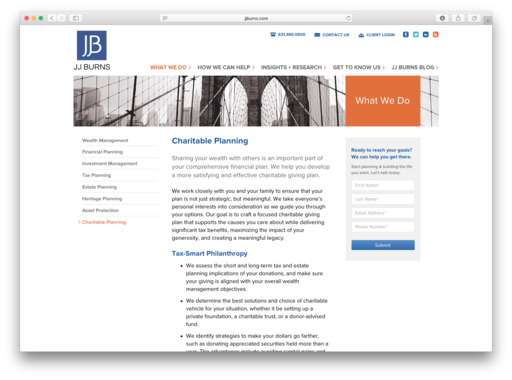 jjburns.com
631.390.0500 CONTACT US CLIENT LOGIN
JJB
JJ BURNS
WHAT WE DO > HOW WE CAN HELP > INSIGHTS + RESEARCH > GET TO KNOW US > JJ BURNS BLOG >
What We Do
Wealth Management
Financial Planning
Investment Management
Tax Planning
Estate Planning
Heritage Planning
Asset Protection
Charitable Planning
Charitable Planning
Sharing your wealth with others is an important part of
your comprehensive financial plan. We help you develop
a more satisfying and effective charitable giving plan.
We work closely with you and your family to ensure that your
plan is not just strategic, but meaningful. We take everyone's
personal interests into consideration as we guide you through
your options. Our goal is to craft a focused charitable giving
plan that supports the causes you care about while delivering
significant tax benefits, maximizing the impact of your
generosity, and creating a meaningful legacy.
Tax-Smart Philanthropy
• We assess the short and long-term tax and estate
planning implications of your donations, and make sure
your giving is aligned with your overall wealth
management objectives.
• We determine the best solutions and choice of charitable
vehicle for your situation, whether it be setting up a
private foundation, a charitable trust, or a donor-advised
fund.
• We identify strategies to make your dollars go farther,
such as donating appreciated securities held more than a
year. The advantages include avoiding capital gains and
Ready to reach your goals?
We can help you get there.
Start planning & building the life
you want. Let's talk today.
First Name*
Last Name*
Email Address*
Phone Number*
Submit